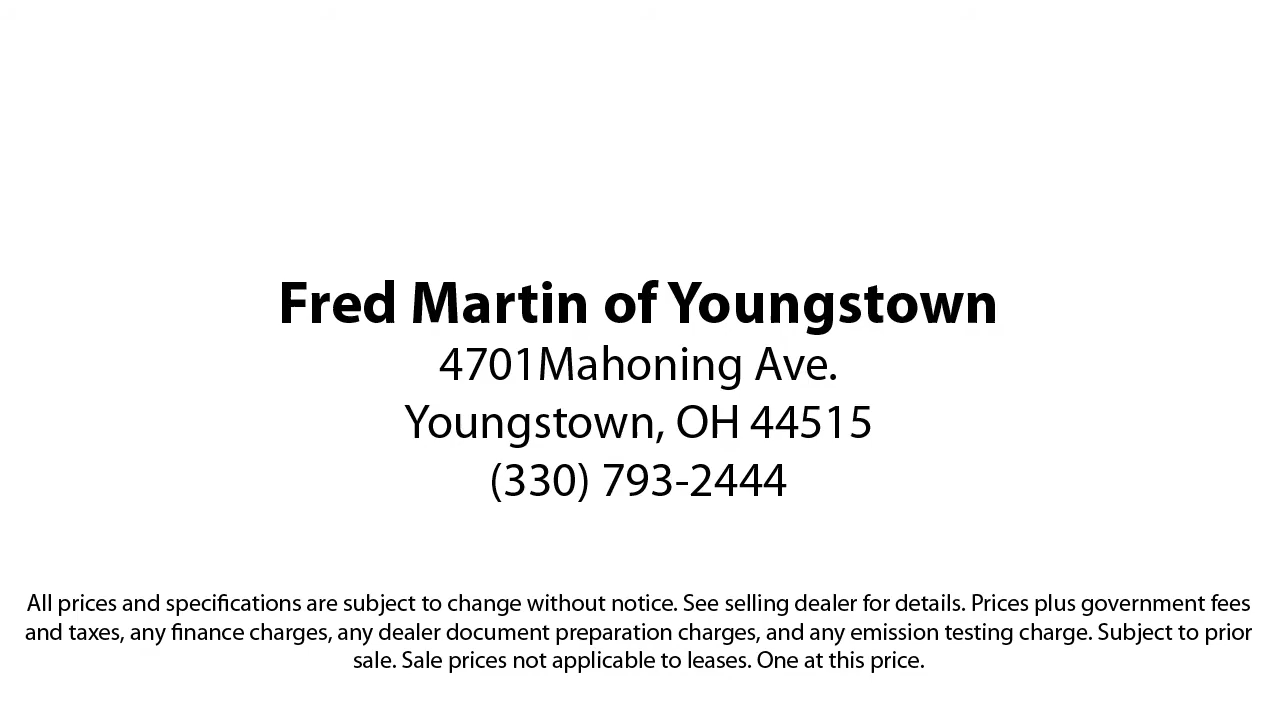 Fred Martin of Youngstown
4701Mahoning Ave.
Youngstown, OH 44515
(330) 793-2444
All prices and specifications are subject to change without notice. See selling dealer for details. Prices plus government fees
and taxes, any finance charges, any dealer document preparation charges, and any emission testing charge. Subject to prior
sale. Sale prices not applicable to leases. One at this price.